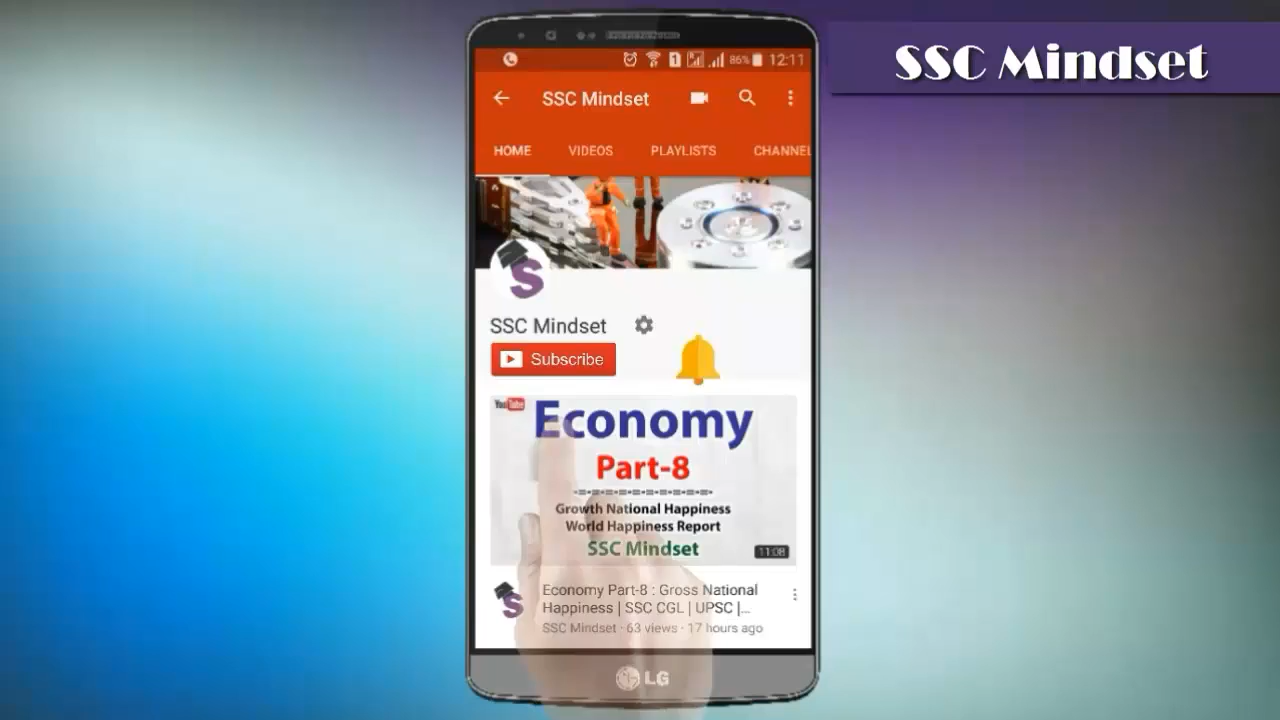 SSC Mindset
1 86% 12:11
SSC Mindset
HOME VIDEOS PLAYLISTS CHANNEL
SSC Mindset
Subscribe
YouTube
Economy
Part-8
Growth National Happiness
World Happiness Report
SSC Mindset
11:08
Economy Part-8 : Gross National
Happiness | SSC CGL | UPSC |...
SSC Mindset · 63 views · 17 hours ago
LG